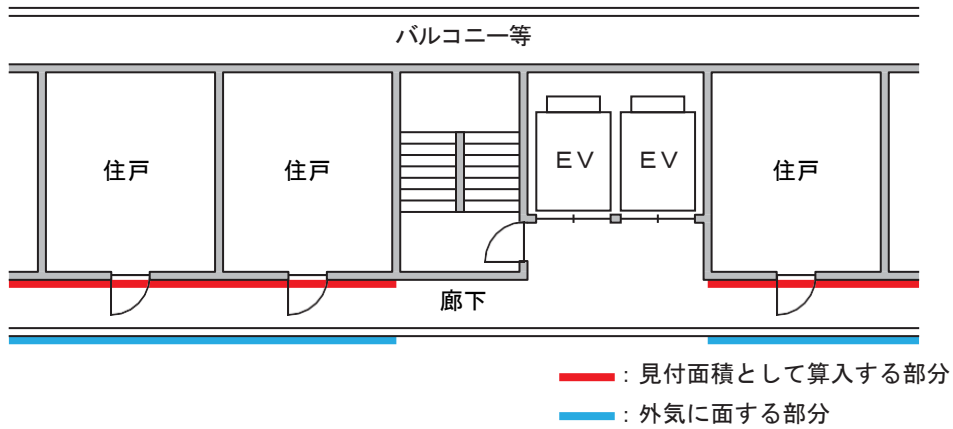 バルコニー等
住戸
住戸
ＥＶ
ＥＶ
住戸
廊下
：見付面積として算入する部分
：外気に面する部分